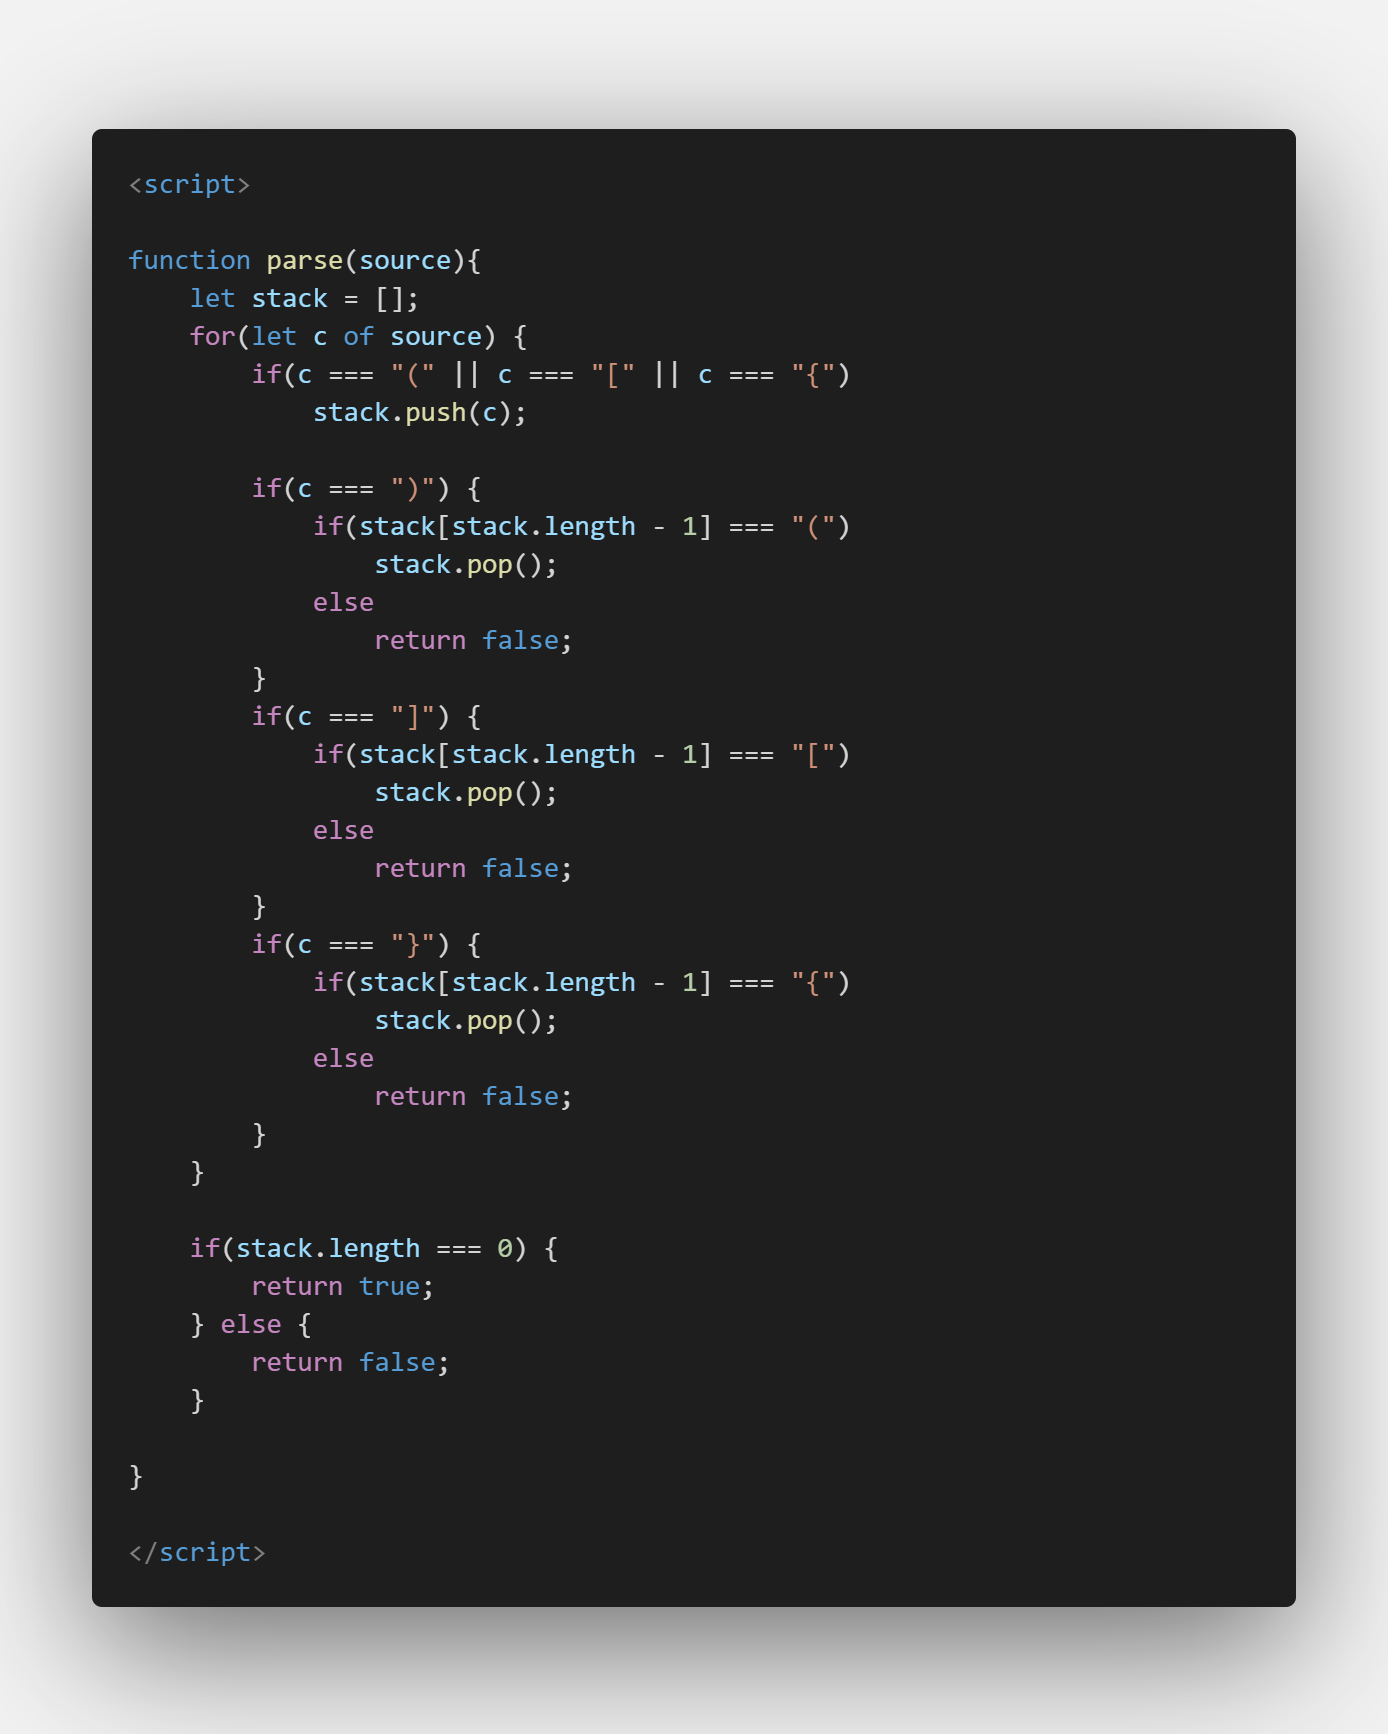 <script>
function parse(source){
    let stack = [];
    for(let c of source) {
        if(c === "(" || c === "[" || c === "{")
            stack.push(c);
        if(c === ")") {
            if(stack[stack.length - 1] === "(")
                stack.pop();
            else
                return false;
        }
        if(c === "]") {
            if(stack[stack.length - 1] === "[")
                stack.pop();
            else
                return false;
        }
        if(c === "}") {
            if(stack[stack.length - 1] === "{")
                stack.pop();
            else
                return false;
        }
    }
    if(stack.length === 0) {
        return true;
    } else {
        return false;
    }
}
</script>